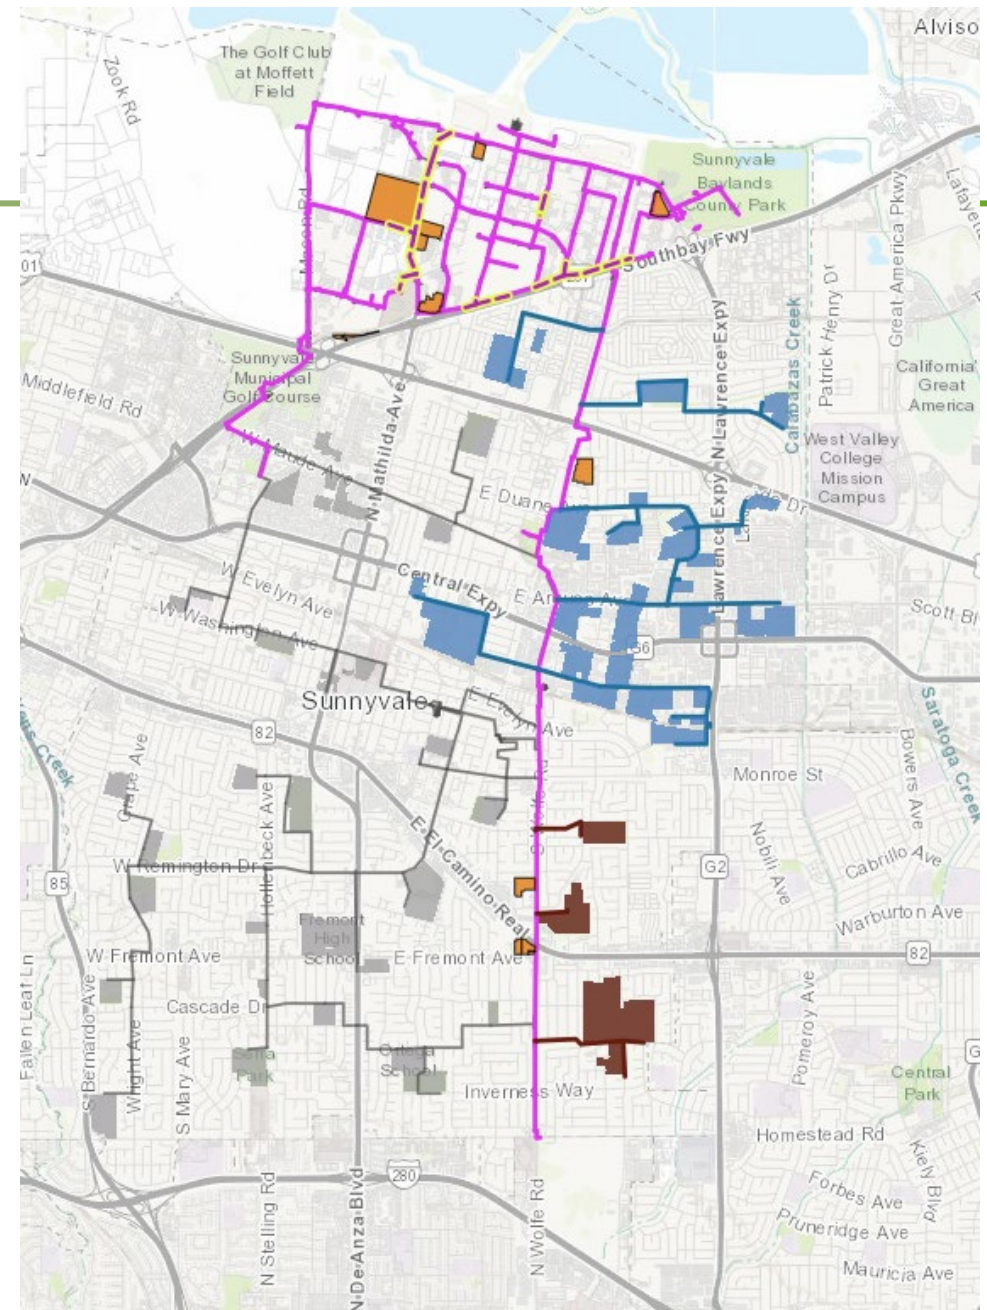 Alviso
The Golf Club
at Moffett
Field
Zook Rd
Sunnyvale
Baylands
County Park
Great America Pkwy
Southbay Fwy
Patrick Henry Dr
Calabazas Creek
N Lawrence Expy
Lawrence Expy
California's
Great
America
Sunnyvale
Municipal
Golf Course
Middlefield Rd
N Mathilda Ave
W Maude Ave
West Valley
College
Mission
Campus
E Duane Ave
W Evelyn Ave
Central Expy
W Washington Ave
G6
Sunnyvale
E Evelyn Ave
82
Saratoga Creek
Monroe St
Bowers Ave
Grape Ave
Hollenbeck Ave
E El Camino Real
W Remington Dr
85
G2
Nobili Ave
Cabrillo Ave
Warburton Ave
Fremont
High
School
W Fremont Ave
E Fremont Ave
82
Fallen Leaf Ln
S Bernardo Ave
Wright Ave
S Mary Ave
Cascade Dr
Ortega
School
Inverness Way
Pomeroy Ave
Central
Park
Homestead Rd
Kiely Blvd
280
Forbes Ave
Pruneridge Ave
Mauricia Ave
N Stelling Rd
N De Anza Blvd
N Wolfe Rd